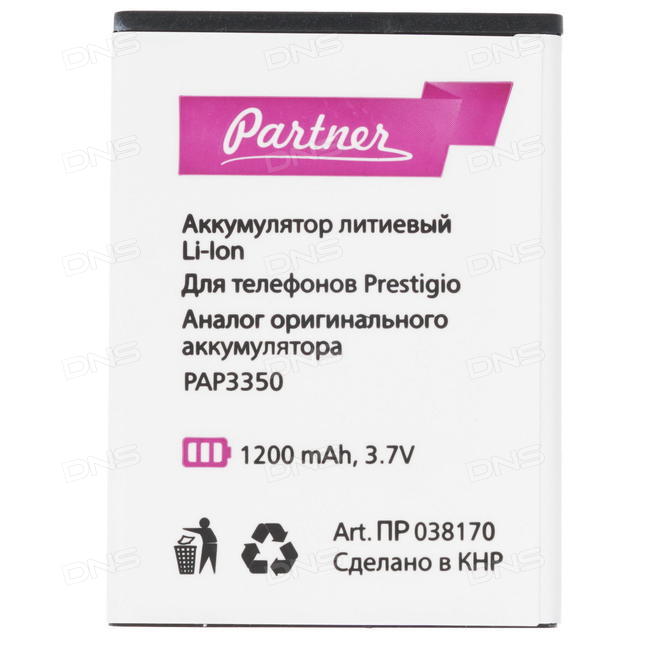 Partner
Аккумулятор литиевый
Li-Ion
Для телефонов Prestigio
Аналог оригинального
аккумулятора
PAP3350
1200 mAh, 3.7V
Art. ПР 038170
Сделано в КНР
DNS